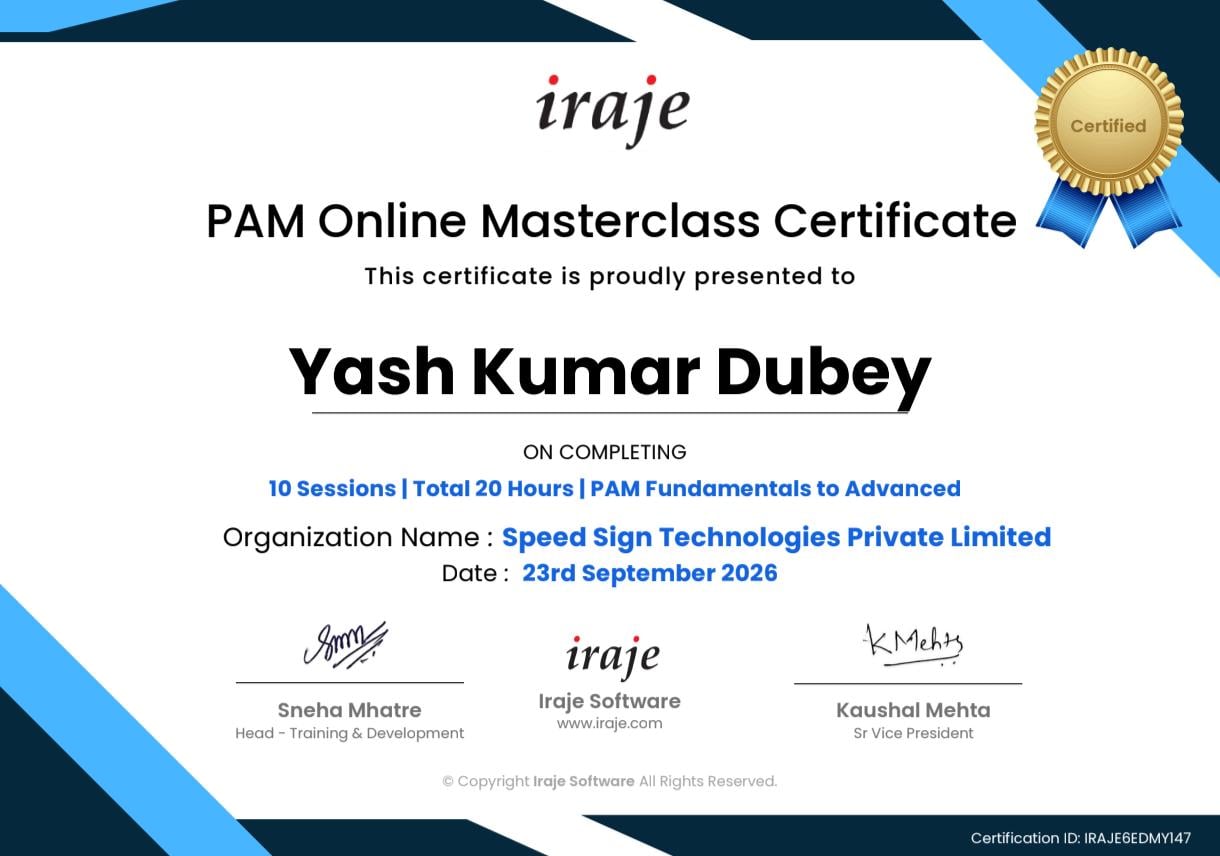 iraje
Certified
PAM Online Masterclass Certificate
This certificate is proudly presented to
Yash Kumar Dubey
ON COMPLETING
10 Sessions | Total 20 Hours | PAM Fundamentals to Advanced
Organization Name : Speed Sign Technologies Private Limited
Date : 23rd September 2026
K Mehta
iraje
Sneha Mhatre
Head - Training & Development
Iraje Software
www.iraje.com
Kaushal Mehta
Sr Vice President
© Copyright Iraje Software All Rights Reserved.
Certification ID: IRAJE6EDMY147